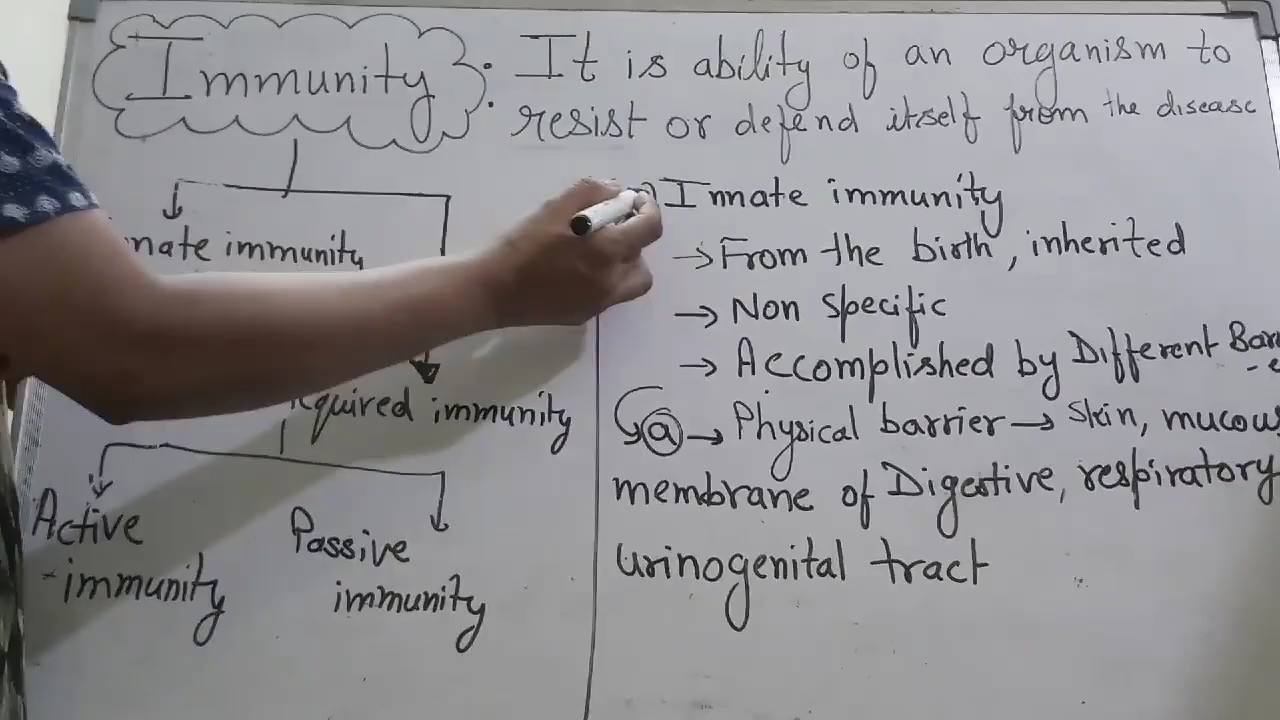 Immunity : It is ability of an organism to
resist or defend itself from the disease
nate immunity
quired immunity
Active
immunity
Passive
immunity
Innate immunity
→ From the birth, inherited
→ Non specific
→ Accomplished by Different Bar
ⓐ → Physical barrier → Skin, mucous
membrane of Digestive, respiratory
urinogenital tract